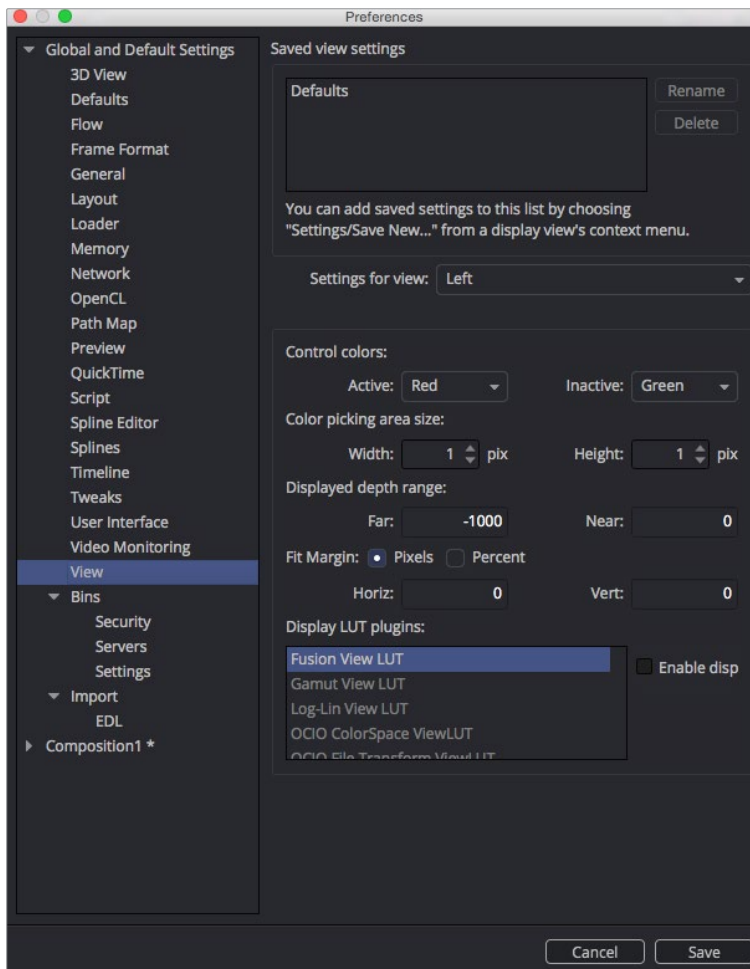 Preferences
Global and Default Settings
3D View
Defaults
Flow
Frame Format
General
Layout
Loader
Memory
Network
OpenCL
Path Map
Preview
QuickTime
Script
Spline Editor
Splines
Timeline
Tweaks
User Interface
Video Monitoring
View
Bins
Security
Servers
Settings
Import
EDL
Composition1 *
Saved view settings
Defaults
Rename
Delete
You can add saved settings to this list by choosing
"Settings/Save New..." from a display view's context menu.
Settings for view: Left
Control colors:
Active: Red Inactive: Green
Color picking area size:
Width: 1 pix Height: 1 pix
Displayed depth range:
Far: -1000 Near: 0
Fit Margin: Pixels Percent
Horiz: 0 Vert: 0
Display LUT plugins:
Fusion View LUT
Gamut View LUT
Log-Lin View LUT
OCIO ColorSpace ViewLUT
OCIO File Transform ViewLUT
Enable disp
Cancel Save